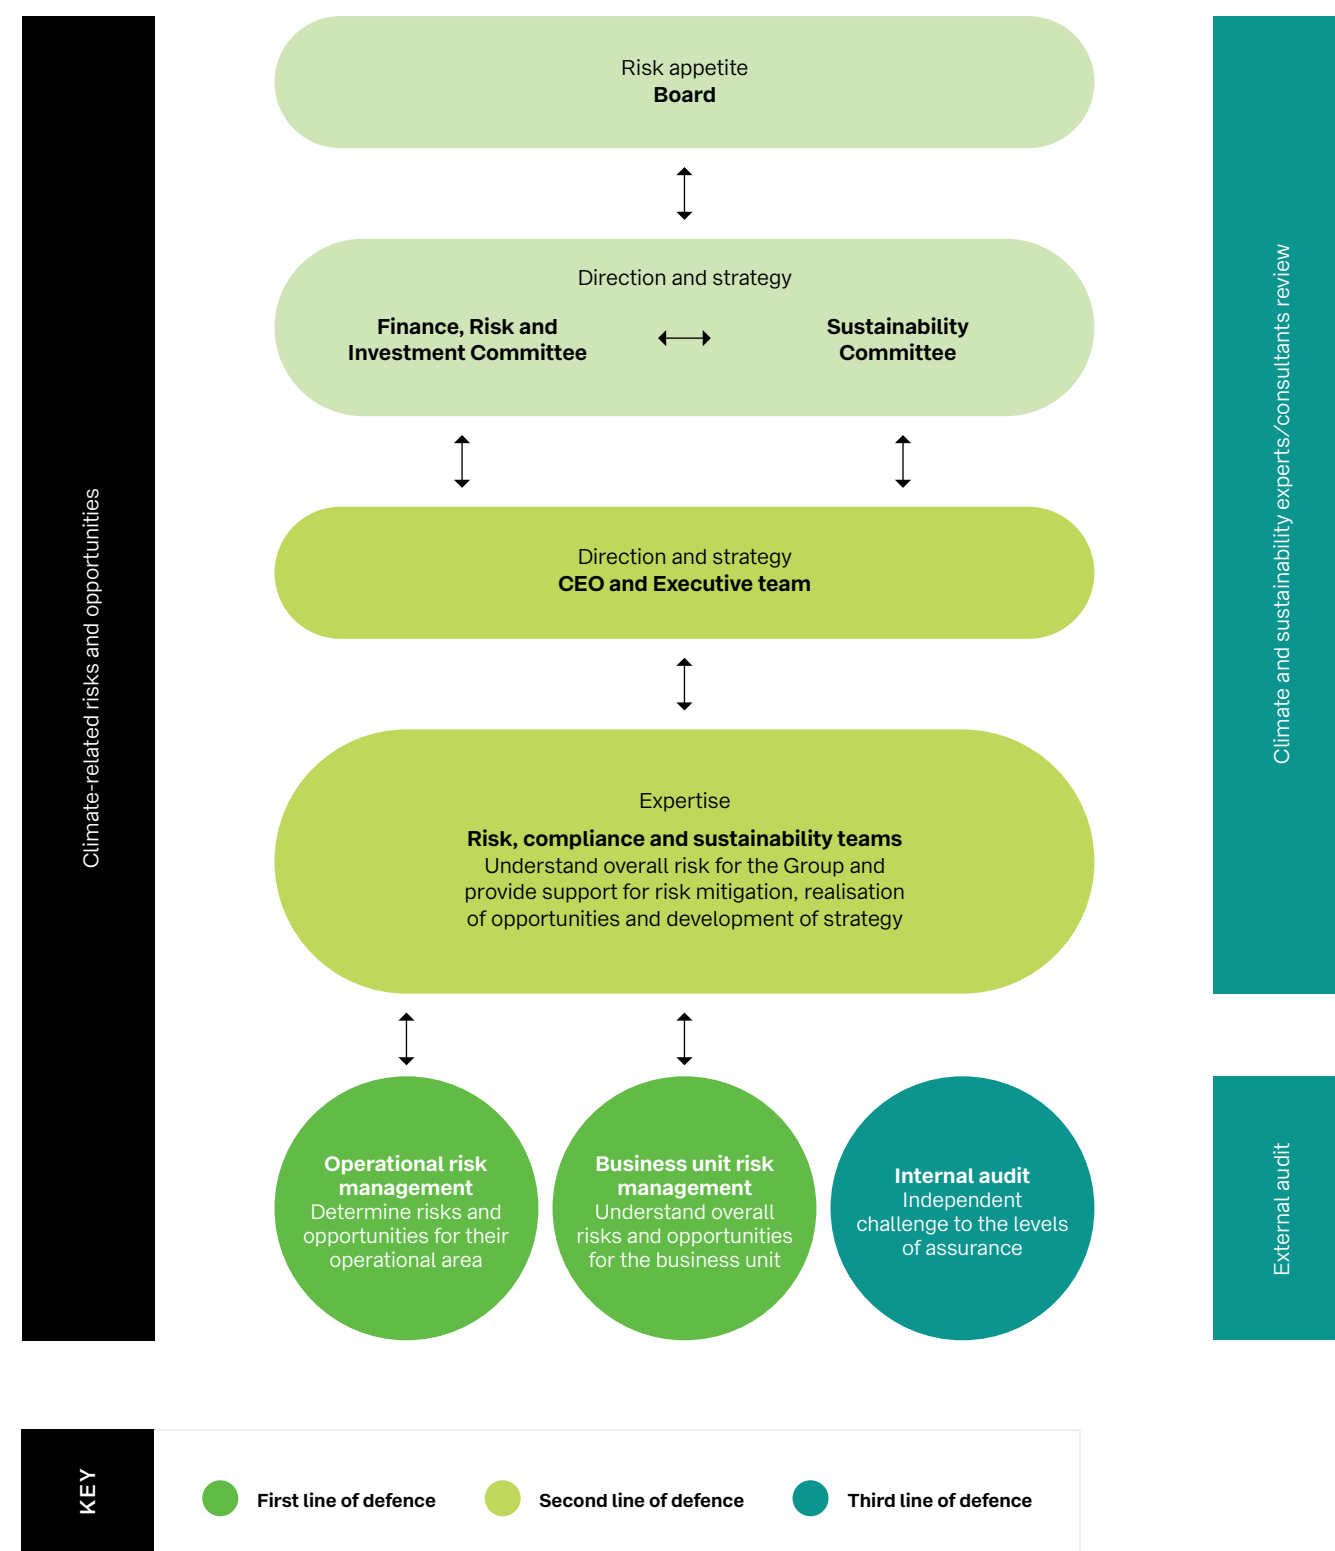 Climate-related risks and opportunities
Risk appetite
Board
Direction and strategy
Finance, Risk and
Investment Committee
Sustainability
Committee
Direction and strategy
CEO and Executive team
Expertise
Risk, compliance and sustainability teams
Understand overall risk for the Group and
provide support for risk mitigation, realisation
of opportunities and development of strategy
Operational risk
management
Determine risks and
opportunities for their
operational area
Business unit risk
management
Understand overall
risks and opportunities
for the business unit
Internal audit
Independent
challenge to the levels
of assurance
Climate and sustainability experts/consultants review
External audit
KEY
First line of defence
Second line of defence
Third line of defence